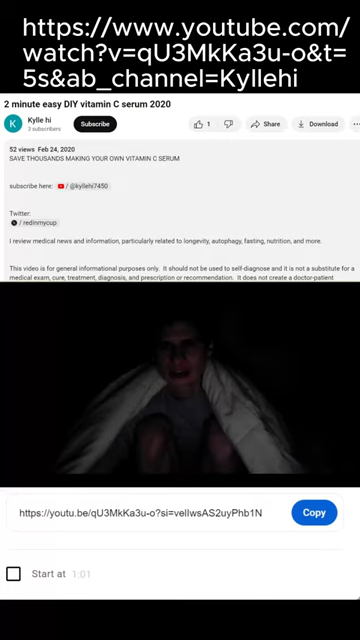 https://www.youtube.com/
watch?v=qU3MkKa3u-o&t=
5s&ab_channel=Kyllehi
2 minute easy DIY vitamin C serum 2020
K
Kylle hi
3 subscribers
Subscribe
1
Share
Download
52 views Feb 24, 2020
SAVE THOUSANDS MAKING YOUR OWN VITAMIN C SERUM
subscribe here: / @kyllehi7450
Twitter:
/ redinmycup
I review medical news and information, particularly related to longevity, autophagy, fasting, nutrition, and more.
This video is for general informational purposes only. It should not be used to self-diagnose and it is not a substitute for a
medical exam, cure, treatment, diagnosis, and prescription or recommendation. It does not create a doctor-patient
https://youtu.be/qU3MkKa3u-o?si=velIwsAS2uyPhb1N
Copy
Start at 1:01